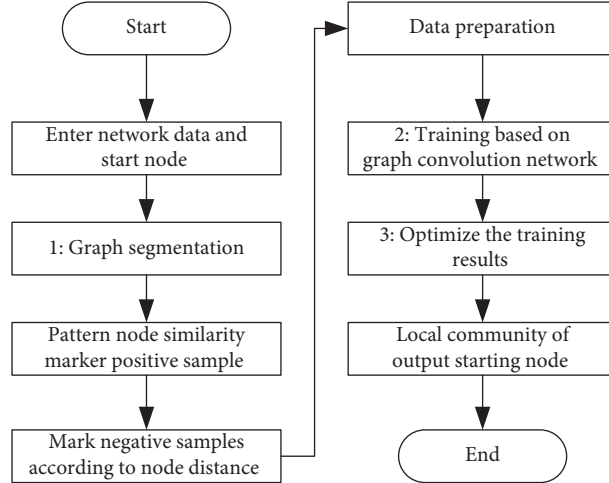 Start
Enter network data and
start node
1: Graph segmentation
Pattern node similarity
marker positive sample
Mark negative samples
according to node distance
Data preparation
2: Training based on
graph convolution network
3: Optimize the training
results
Local community of
output starting node
End